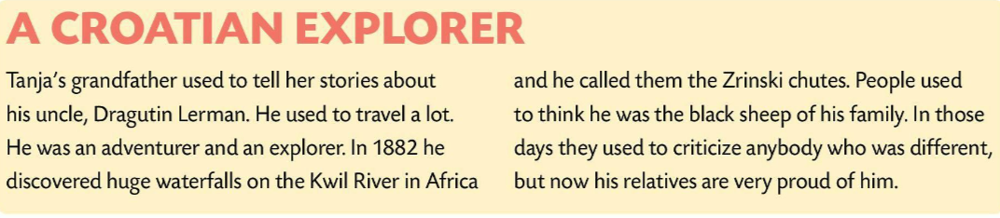 A CROATIAN EXPLORER
Tanja's grandfather used to tell her stories about
his uncle, Dragutin Lerman. He used to travel a lot.
He was an adventurer and an explorer. In 1882 he
discovered huge waterfalls on the Kwil River in Africa
and he called them the Zrinski chutes. People used
to think he was the black sheep of his family. In those
days they used to criticize anybody who was different,
but now his relatives are very proud of him.